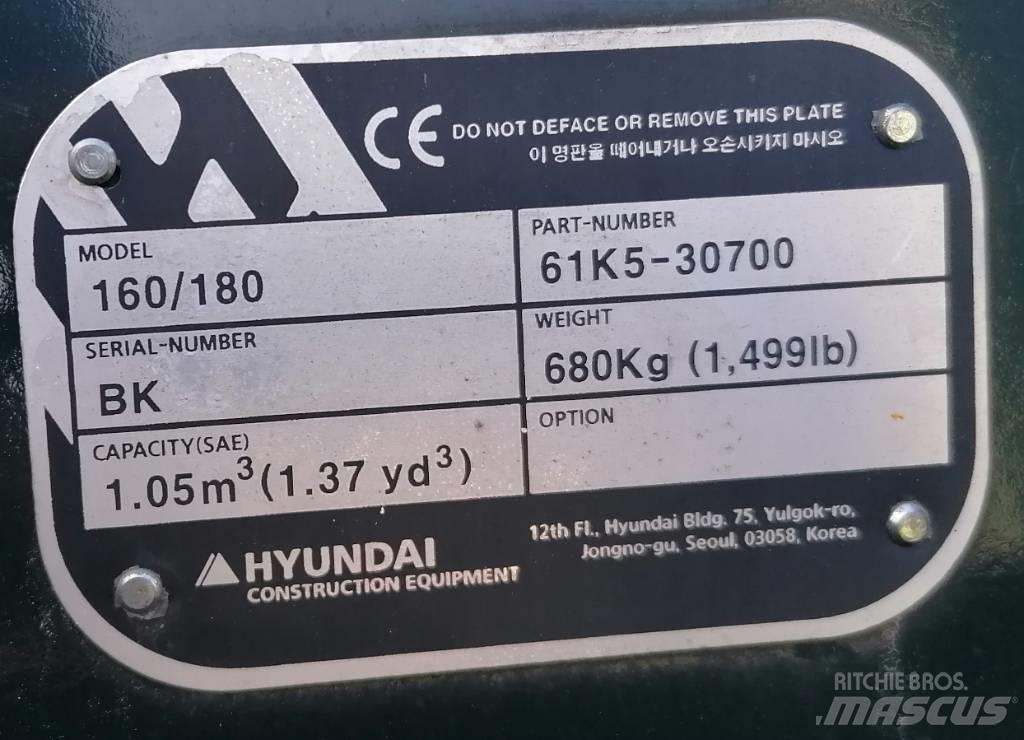 CE DO NOT DEFACE OR REMOVE THIS PLATE
이 명판을 떼어내거나 오손시키지 마시오
MODEL
160/180
PART-NUMBER
61K5-30700
SERIAL-NUMBER
BK
WEIGHT
680Kg (1,499lb)
CAPACITY(SAE)
1.05m³(1.37 yd³)
OPTION
HYUNDAI
CONSTRUCTION EQUIPMENT
12th Fl., Hyundai Bldg. 75, Yulgok-ro,
Jongno-gu, Seoul, 03058, Korea
RITCHIE BROS.
.MASCUS